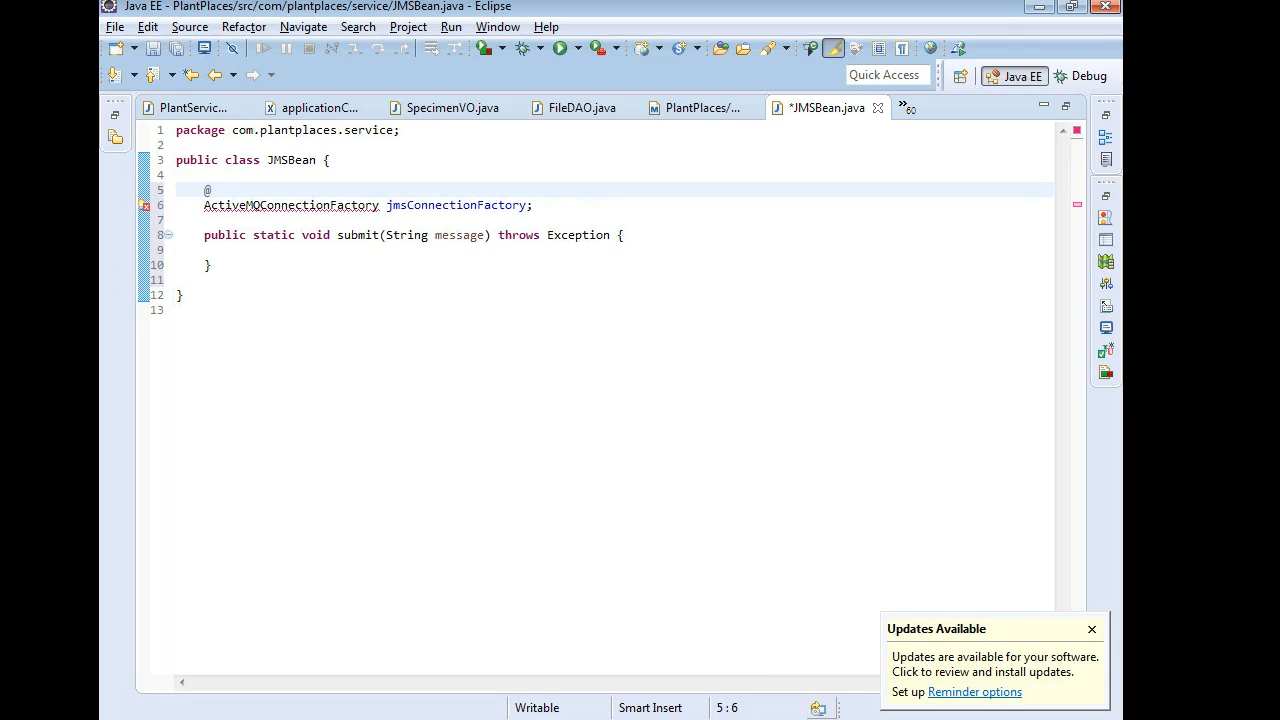 Java EE - PlantPlaces/src/com/plantplaces/service/JMSBean.java - Eclipse
File Edit Source Refactor Navigate Search Project Run Window Help
Quick Access Java EE Debug
PlantServic... applicationC... SpecimenVO.java FileDAO.java PlantPlaces/... *JMSBean.java »60
1 package com.plantplaces.service;
2
3 public class JMSBean {
4
5 @
6 ActiveMQConnectionFactory jmsConnectionFactory;
7
8 public static void submit(String message) throws Exception {
9
10 }
11
12 }
13
Updates Available
Updates are available for your software.
Click to review and install updates.
Set up Reminder options
Writable Smart Insert 5 : 6